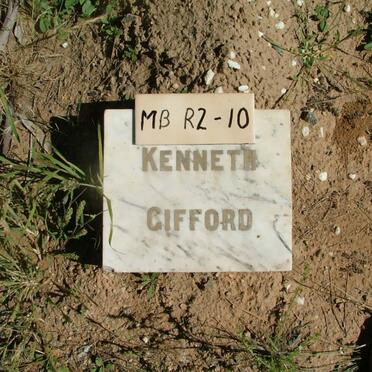 MB R2-10
KENNETH
GIFFORD